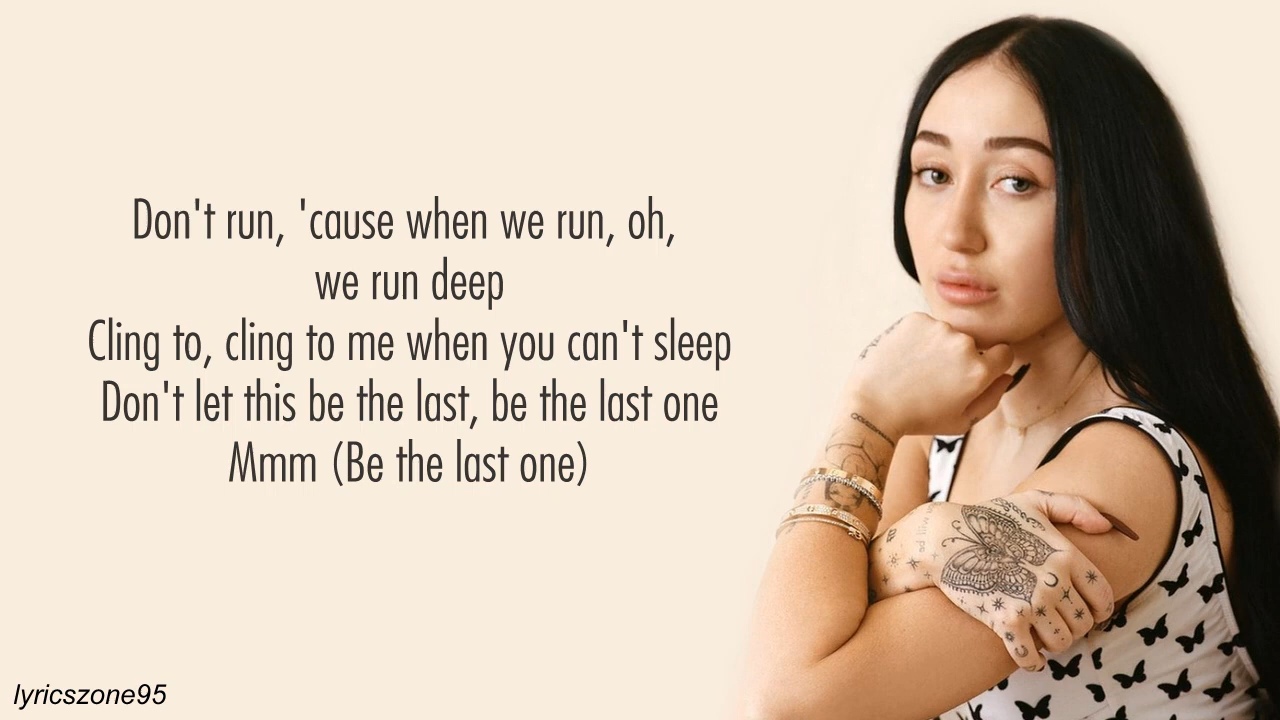 Don't run, 'cause when we run, oh,
we run deep
Cling to, cling to me when you can't sleep
Don't let this be the last, be the last one
Mmm (Be the last one)
lyricszone95